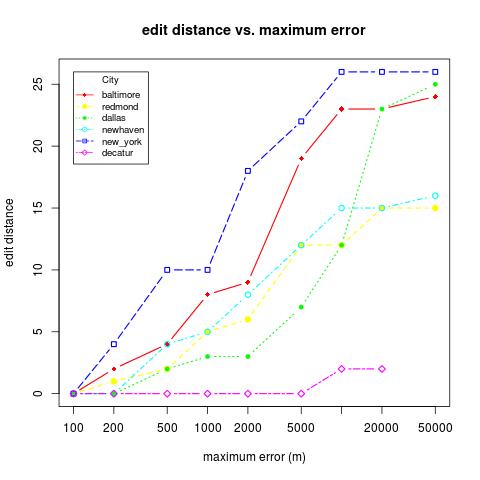 edit distance vs. maximum error
City
baltimore
redmond
dallas
newhaven
new_york
decatur
edit distance
25
20
15
10
5
0
100 200 500 1000 2000 5000 20000 50000
maximum error (m)